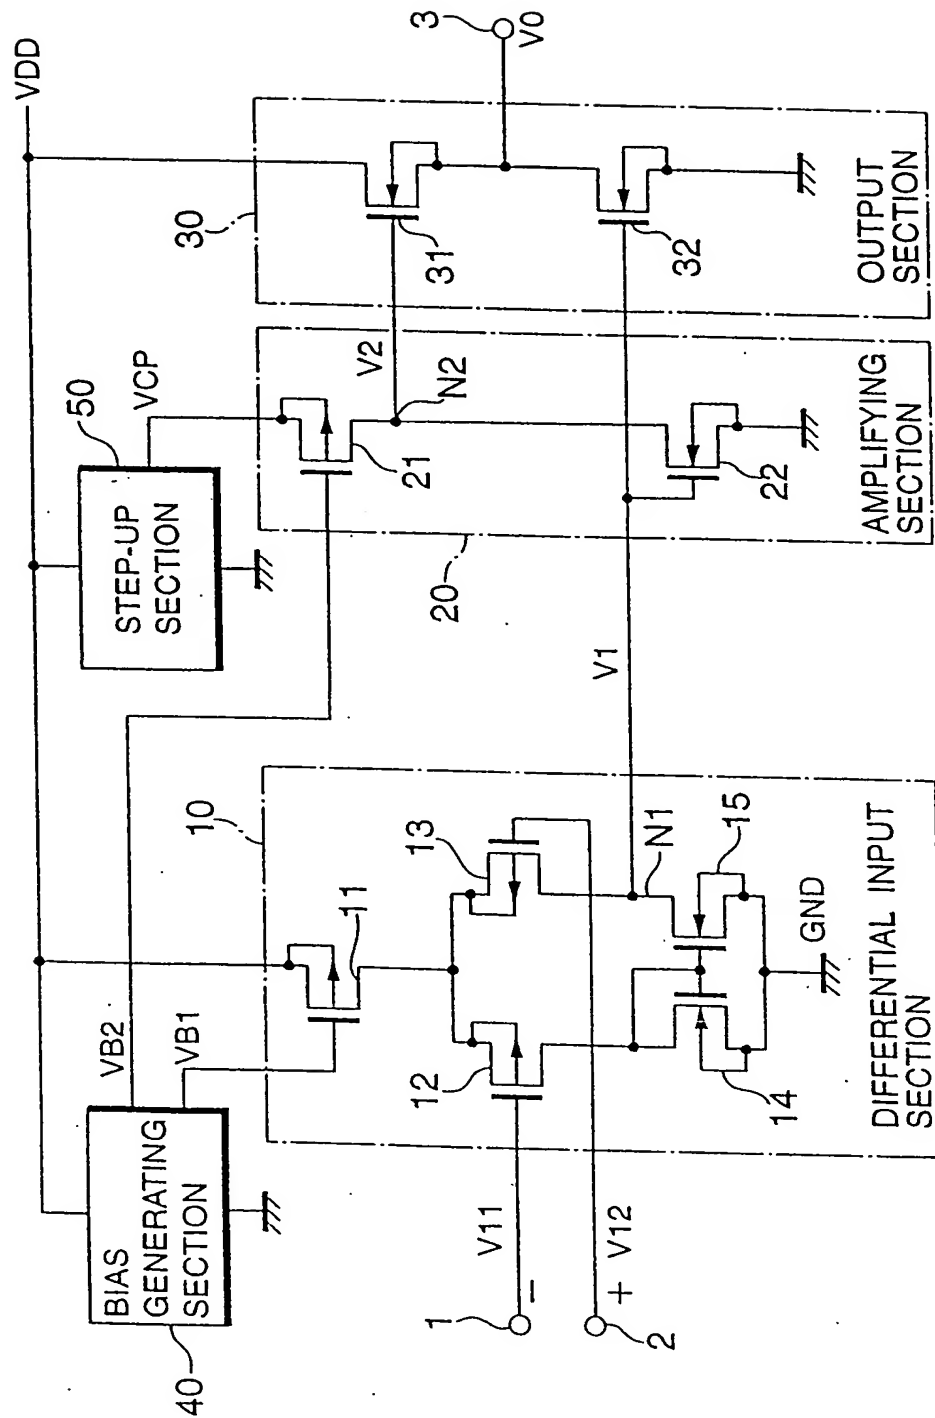 VDD
40
BIAS
GENERATING
SECTION
VB2
VB1
50
STEP-UP
SECTION
VCP
10
11
12
13
14
15
N1
GND
DIFFERENTIAL INPUT
SECTION
1
−
V11
2
+
V12
V1
20
21
22
V2
N2
AMPLIFYING
SECTION
30
31
32
OUTPUT
SECTION
3
V0